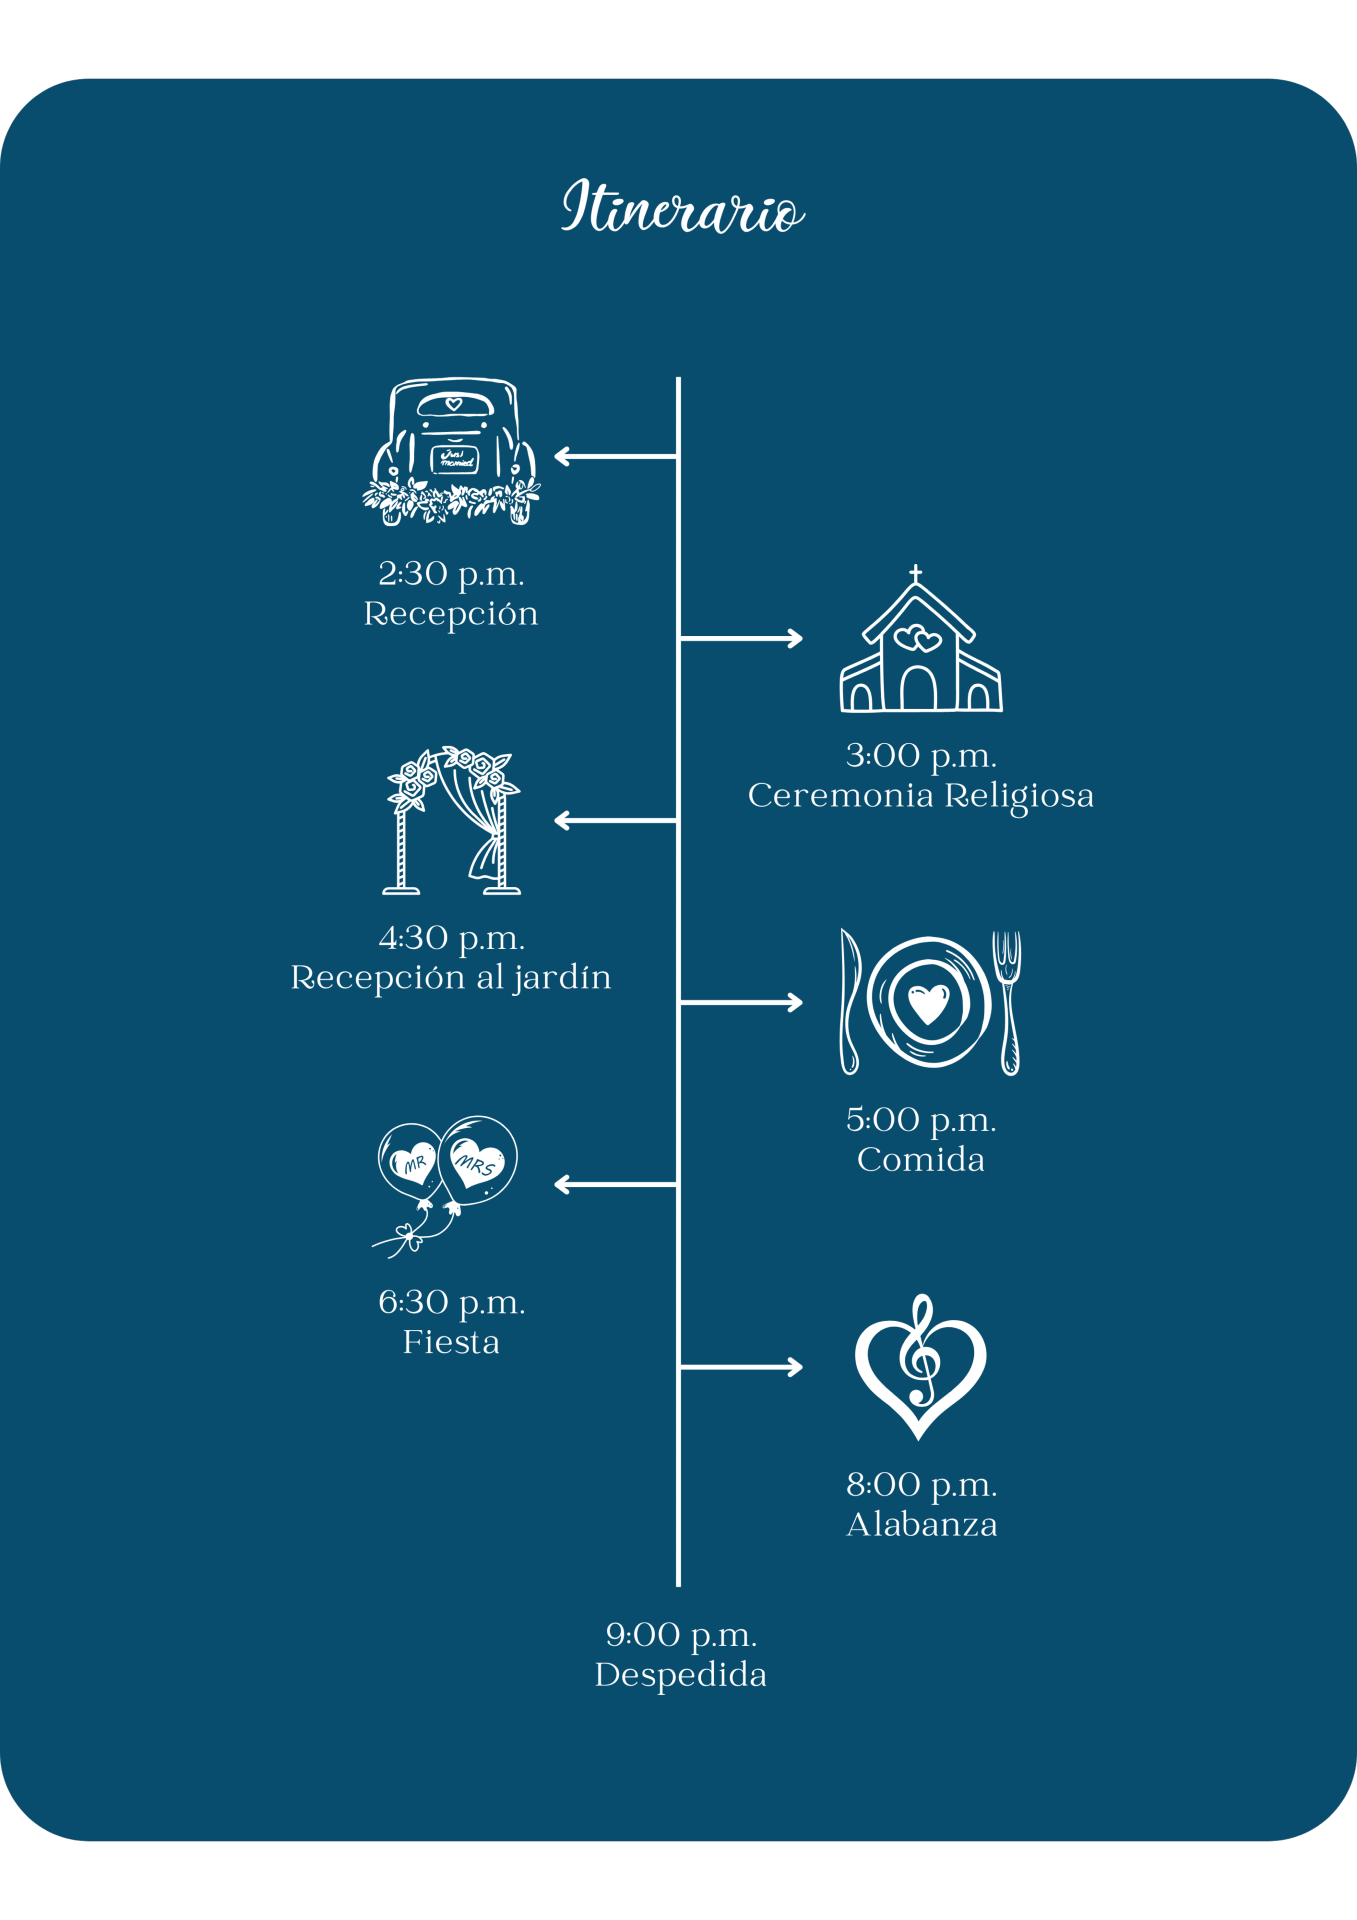 Itinerario
Just
married
2:30 p.m.
Recepción
3:00 p.m.
Ceremonia Religiosa
4:30 p.m.
Recepción al jardín
5:00 p.m.
Comida
MR
MRS
6:30 p.m.
Fiesta
8:00 p.m.
Alabanza
9:00 p.m.
Despedida